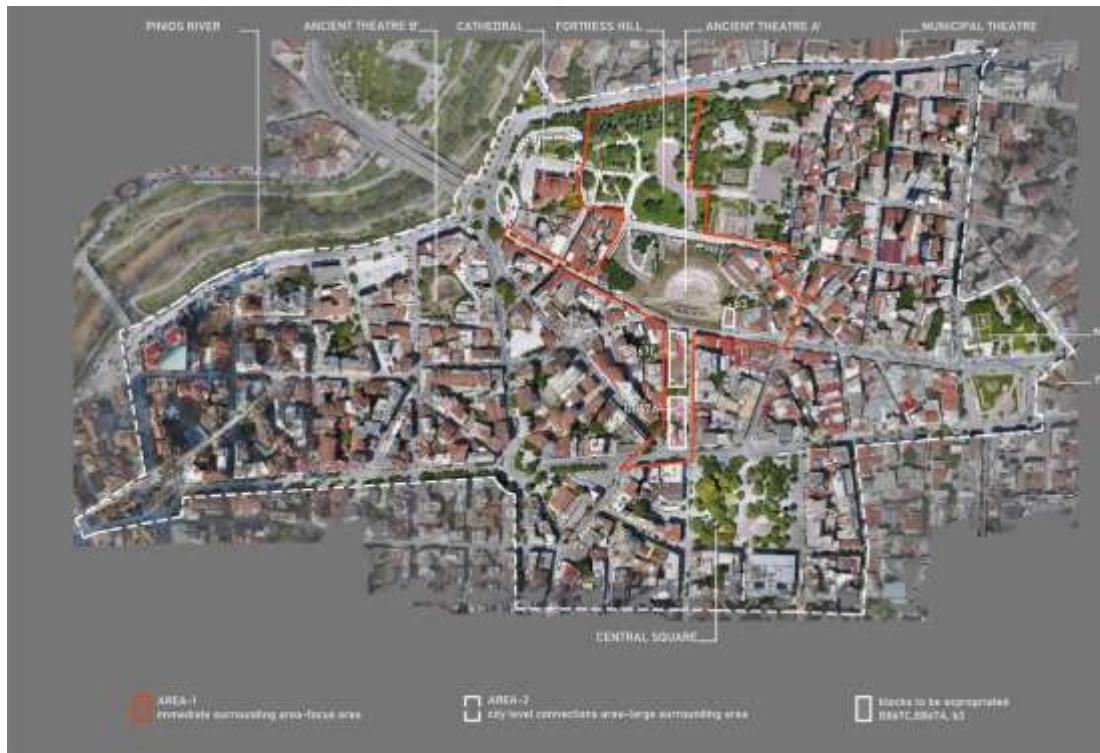 PINIOS RIVER
ANCIENT THEATRE B'
CATHEDRAL
FORTRESS HILL
ANCIENT THEATRE A'
MUNICIPAL THEATRE
63
CENTRAL SQUARE
AREA-1
immediate surrounding area-focus area
AREA-2
city level connections area-large surrounding area
blocks to be expropriated